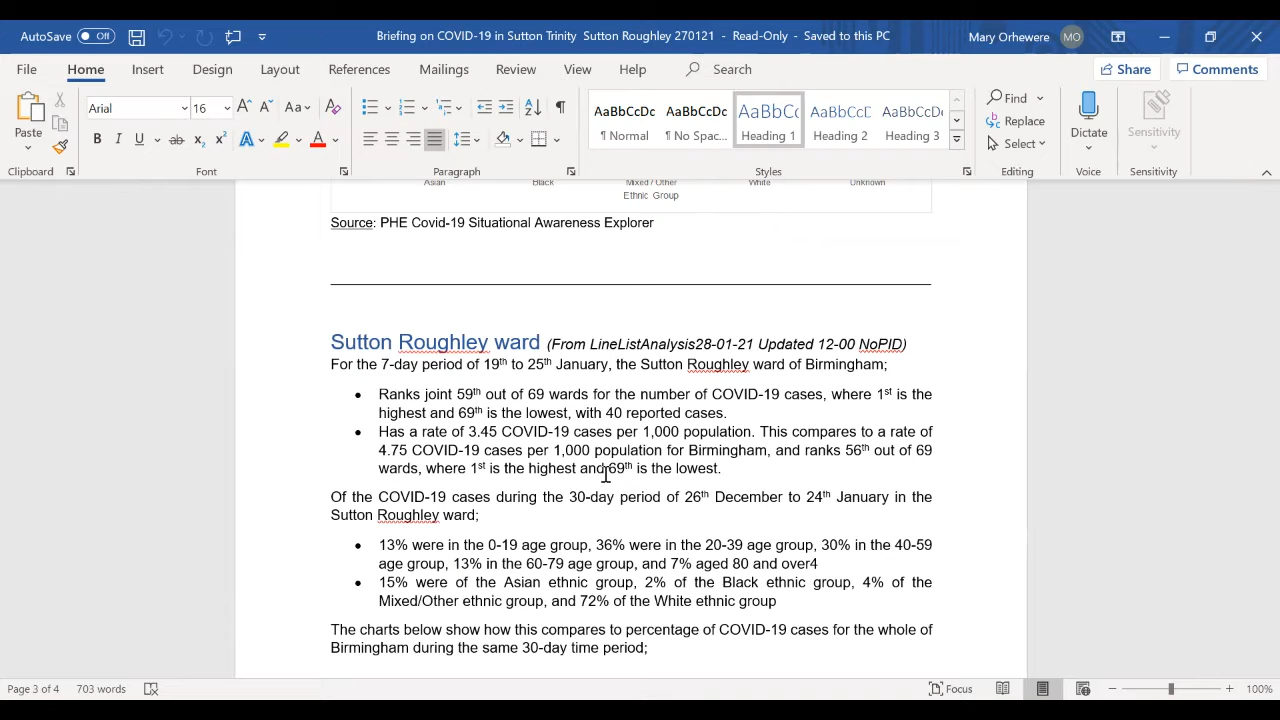 AutoSave Off Briefing on COVID-19 in Sutton Trinity Sutton Roughley 270121 - Read-Only - Saved to this PC Mary Orhewere MO
File Home Insert Design Layout References Mailings Review View Help Search Share Comments
Paste Arial 16 Aa AaBbCcDc AaBbCcDc AaBbCc AaBbCcC AaBbCcDc Find Replace Select Dictate Sensitivity
B I U ab x₂ x² A A ¶ Normal ¶ No Spac... Heading 1 Heading 2 Heading 3
Clipboard Font Paragraph Styles Editing Voice Sensitivity
Asian Black Mixed / Other White Unknown
Ethnic Group
Source: PHE Covid-19 Situational Awareness Explorer
Sutton Roughley ward (From LineListAnalysis28-01-21 Updated 12-00 NoPID)
For the 7-day period of 19th to 25th January, the Sutton Roughley ward of Birmingham;
• Ranks joint 59th out of 69 wards for the number of COVID-19 cases, where 1st is the
highest and 69th is the lowest, with 40 reported cases.
• Has a rate of 3.45 COVID-19 cases per 1,000 population. This compares to a rate of
4.75 COVID-19 cases per 1,000 population for Birmingham, and ranks 56th out of 69
wards, where 1st is the highest and 69th is the lowest.
Of the COVID-19 cases during the 30-day period of 26th December to 24th January in the
Sutton Roughley ward;
• 13% were in the 0-19 age group, 36% were in the 20-39 age group, 30% in the 40-59
age group, 13% in the 60-79 age group, and 7% aged 80 and over4
• 15% were of the Asian ethnic group, 2% of the Black ethnic group, 4% of the
Mixed/Other ethnic group, and 72% of the White ethnic group
The charts below show how this compares to percentage of COVID-19 cases for the whole of
Birmingham during the same 30-day time period;
Page 3 of 4 703 words Focus 100%